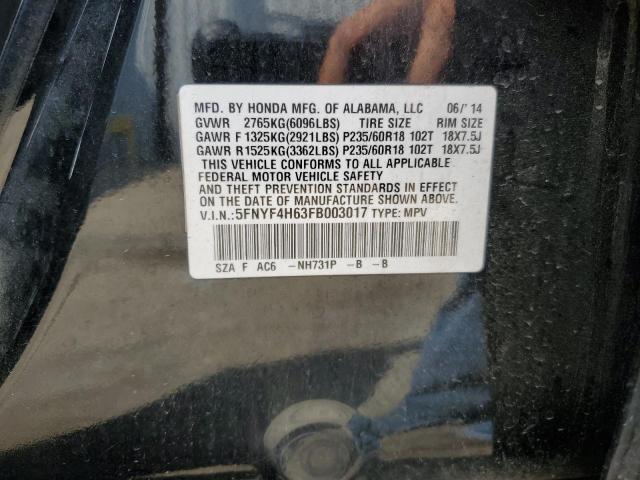 MFD. BY HONDA MFG. OF ALABAMA, LLC 06/'14
GVWR 2765KG(6096LBS) TIRE SIZE RIM SIZE
GAWR F 1325KG(2921LBS) P235/60R18 102T 18X7.5J
GAWR R 1525KG(3362LBS) P235/60R18 102T 18X7.5J
THIS VEHICLE CONFORMS TO ALL APPLICABLE
FEDERAL MOTOR VEHICLE SAFETY
AND THEFT PREVENTION STANDARDS IN EFFECT
ON THE DATE OF MANUFACTURE SHOWN ABOVE.
V.I.N.:5FNYF4H63FB003017 TYPE: MPV
SZA F AC6 -NH731P -B -B